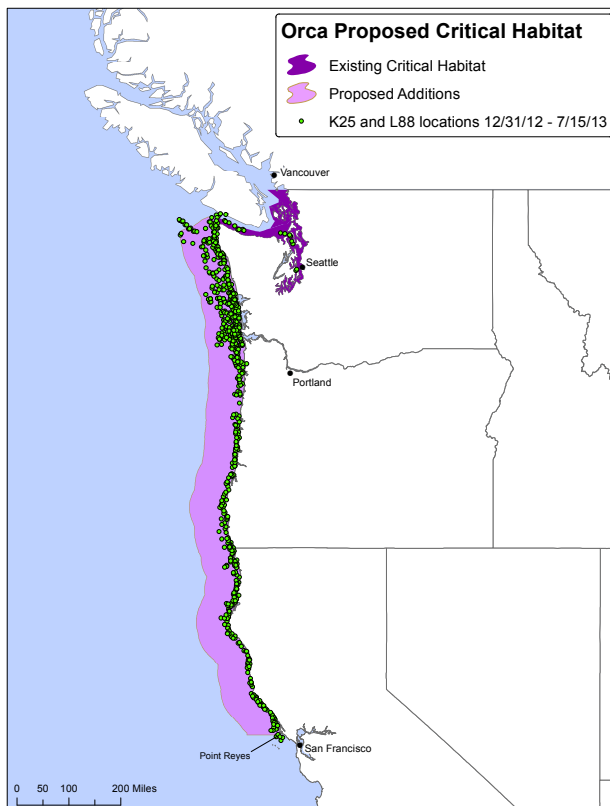 Orca Proposed Critical Habitat
Existing Critical Habitat
Proposed Additions
K25 and L88 locations 12/31/12 - 7/15/13
Vancouver
Seattle
Portland
Point Reyes
San Francisco
0 50 100 200 Miles